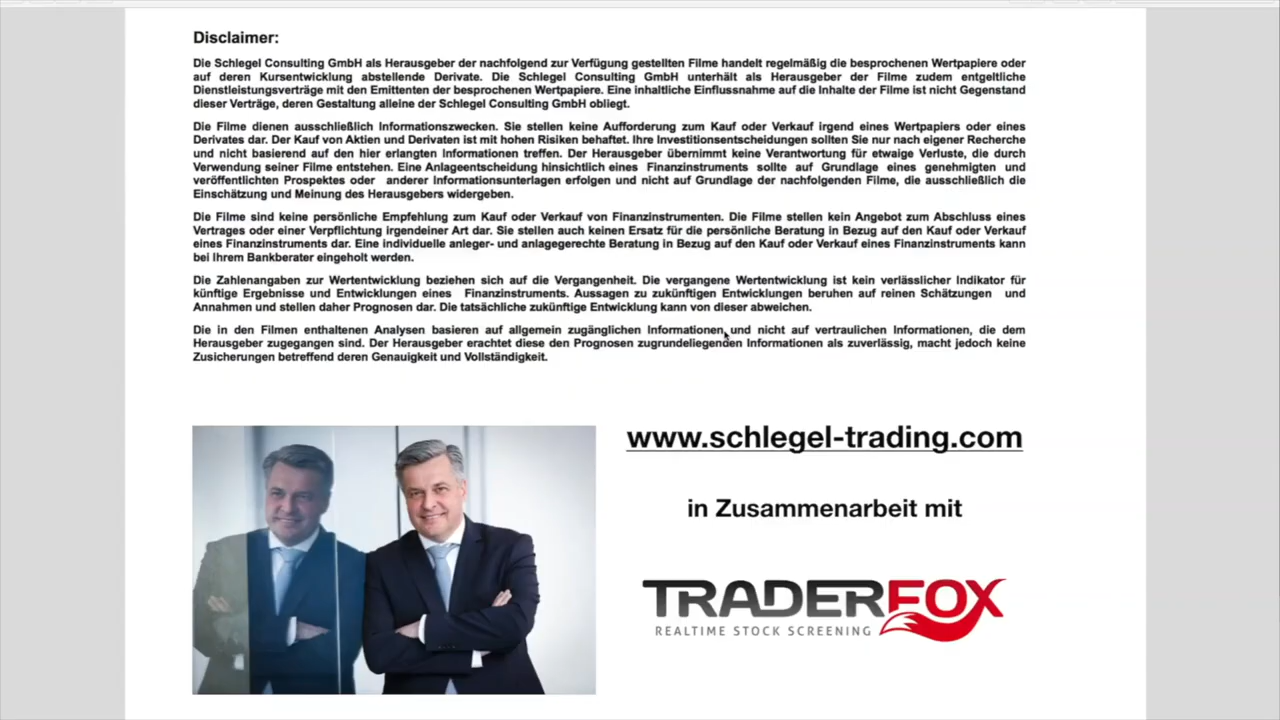 Disclaimer:
Die Schlegel Consulting GmbH als Herausgeber der nachfolgend zur Verfügung gestellten Filme handelt regelmäßig die besprochenen Wertpapiere oder
auf deren Kursentwicklung abstellende Derivate. Die Schlegel Consulting GmbH unterhält als Herausgeber der Filme zudem entgeltliche
Dienstleistungsverträge mit den Emittenten der besprochenen Wertpapiere. Eine inhaltliche Einflussnahme auf die Inhalte der Filme ist nicht Gegenstand
dieser Verträge, deren Gestaltung alleine der Schlegel Consulting GmbH obliegt.
Die Filme dienen ausschließlich Informationszwecken. Sie stellen keine Aufforderung zum Kauf oder Verkauf irgend eines Wertpapiers oder eines
Derivates dar. Der Kauf von Aktien und Derivaten ist mit hohen Risiken behaftet. Ihre Investitionsentscheidungen sollten Sie nur nach eigener Recherche
und nicht basierend auf den hier erlangten Informationen treffen. Der Herausgeber übernimmt keine Verantwortung für etwaige Verluste, die durch
Verwendung seiner Filme entstehen. Eine Anlageentscheidung hinsichtlich eines Finanzinstruments sollte auf Grundlage eines genehmigten und
veröffentlichten Prospektes oder anderer Informationsunterlagen erfolgen und nicht auf Grundlage der nachfolgenden Filme, die ausschließlich die
Einschätzung und Meinung des Herausgebers widergeben.
Die Filme sind keine persönliche Empfehlung zum Kauf oder Verkauf von Finanzinstrumenten. Die Filme stellen kein Angebot zum Abschluss eines
Vertrages oder einer Verpflichtung irgendeiner Art dar. Sie stellen auch keinen Ersatz für die persönliche Beratung in Bezug auf den Kauf oder Verkauf
eines Finanzinstruments dar. Eine individuelle anleger- und anlagegerechte Beratung in Bezug auf den Kauf oder Verkauf eines Finanzinstruments kann
bei Ihrem Bankberater eingeholt werden.
Die Zahlenangaben zur Wertentwicklung beziehen sich auf die Vergangenheit. Die vergangene Wertentwicklung ist kein verlässlicher Indikator für
künftige Ergebnisse und Entwicklungen eines Finanzinstruments. Aussagen zu zukünftigen Entwicklungen beruhen auf reinen Schätzungen und
Annahmen und stellen daher Prognosen dar. Die tatsächliche zukünftige Entwicklung kann von dieser abweichen.
Die in den Filmen enthaltenen Analysen basieren auf allgemein zugänglichen Informationen und nicht auf vertraulichen Informationen, die dem
Herausgeber zugegangen sind. Der Herausgeber erachtet diese den Prognosen zugrundeliegenden Informationen als zuverlässig, macht jedoch keine
Zusicherungen betreffend deren Genauigkeit und Vollständigkeit.
www.schlegel-trading.com
in Zusammenarbeit mit
TRADERFOX
REALTIME STOCK SCREENING